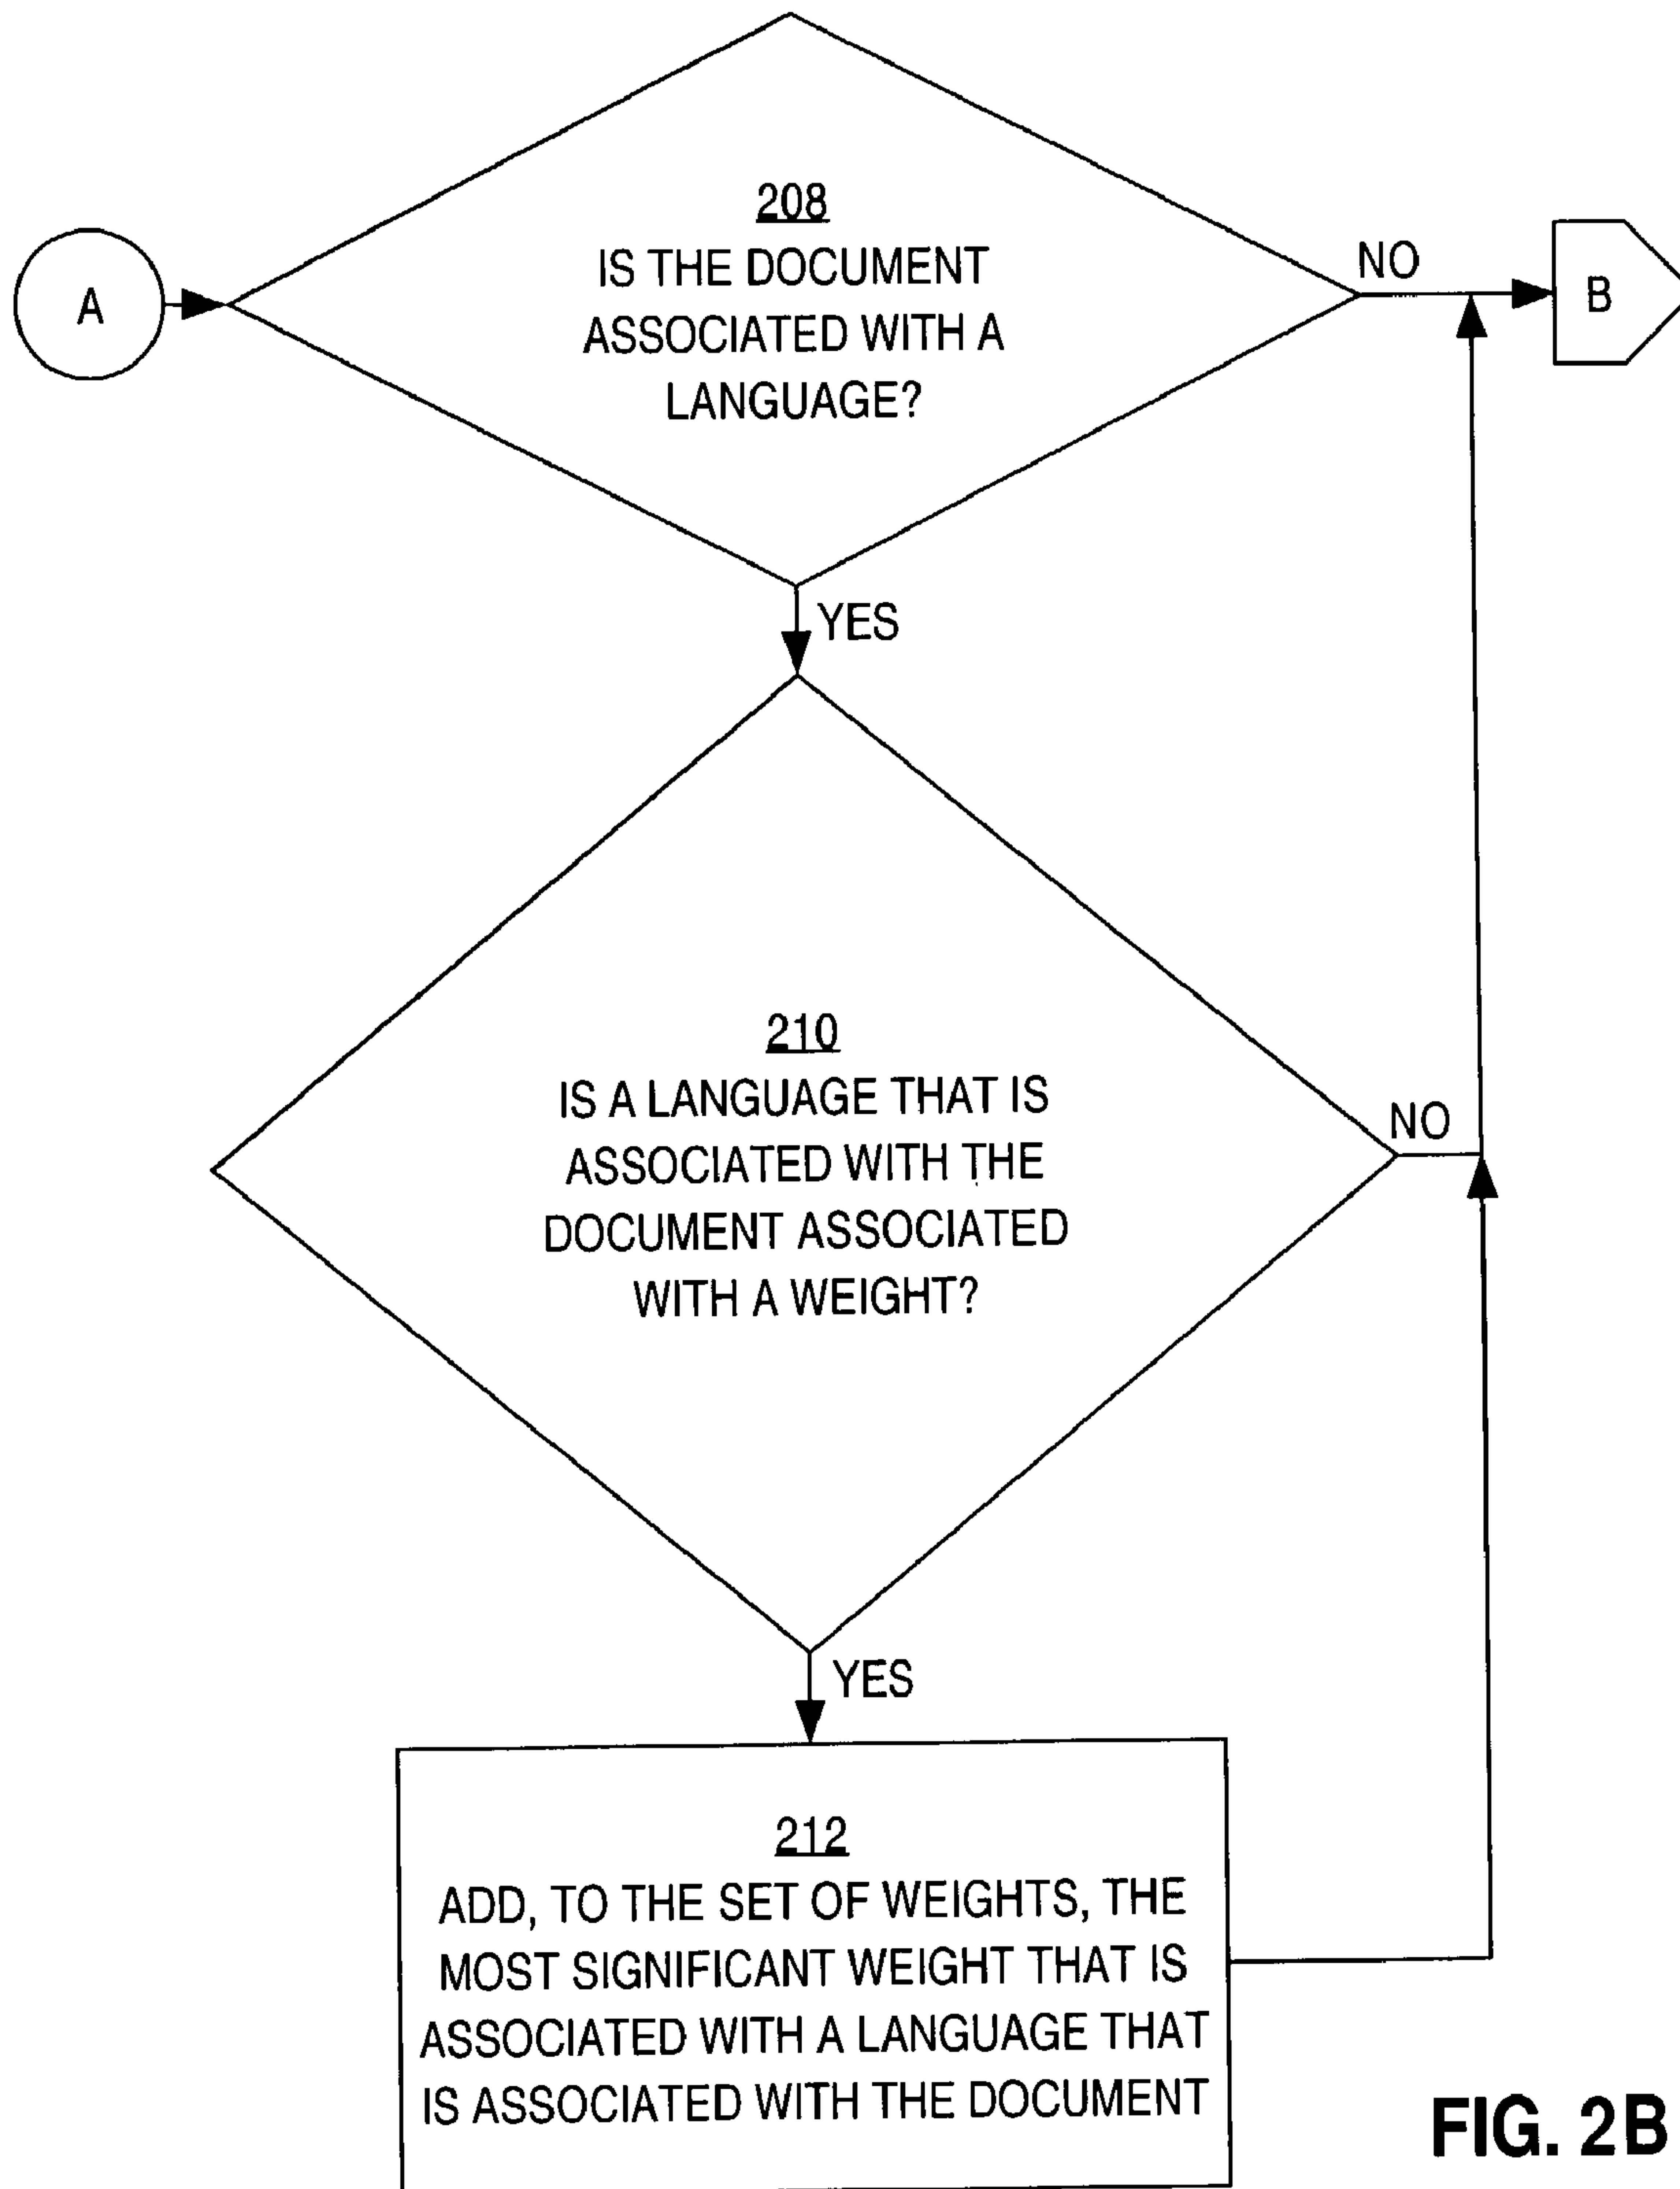 208
IS THE DOCUMENT
ASSOCIATED WITH A
LANGUAGE?
A
NO
B
YES
210
IS A LANGUAGE THAT IS
ASSOCIATED WITH THE
DOCUMENT ASSOCIATED
WITH A WEIGHT?
NO
YES
212
ADD, TO THE SET OF WEIGHTS, THE
MOST SIGNIFICANT WEIGHT THAT IS
ASSOCIATED WITH A LANGUAGE THAT
IS ASSOCIATED WITH THE DOCUMENT
FIG. 2B